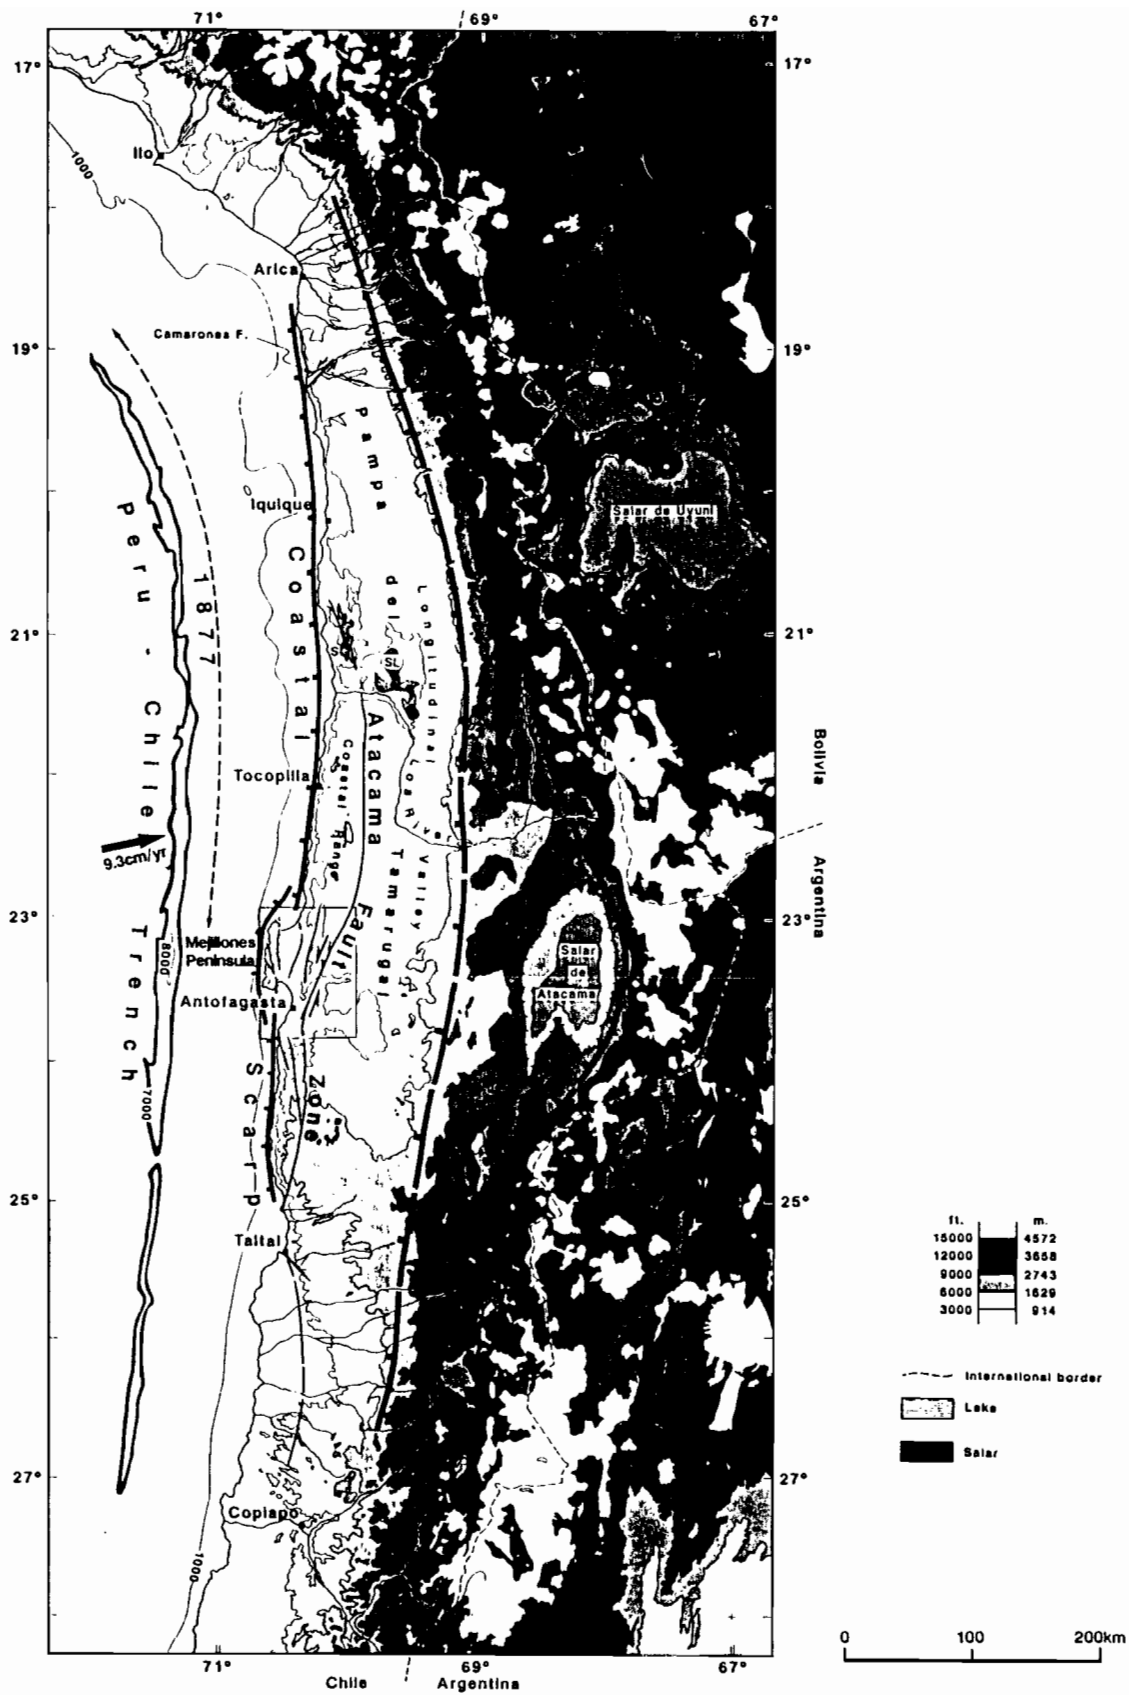 71°
69°
67°
17°
17°
Ilo
1000
Arica
Camarones F.
19°
19°
Pampa
del
Tamarugal
Iquique
Salar de Uyuni
Peru - Chile
Trench
1877
Coastal
Scarp
Longitudinal
Valley
21°
21°
SL
Atacama
Fault
Zone
Coastal Range
Loa River
Tocopilla
Bolivia
Argentina
9.3cm/yr
23°
23°
Mejillones
Peninsula
8000
Salar
de
Atacama
Antofagasta
7000
25°
25°
Taltal
ft.
m.
15000
4572
12000
3658
9000
2743
6000
1829
3000
914
International border
Lake
Salar
27°
27°
Copiapo
1000
0
100
200km
71°
69°
67°
Chile
Argentina